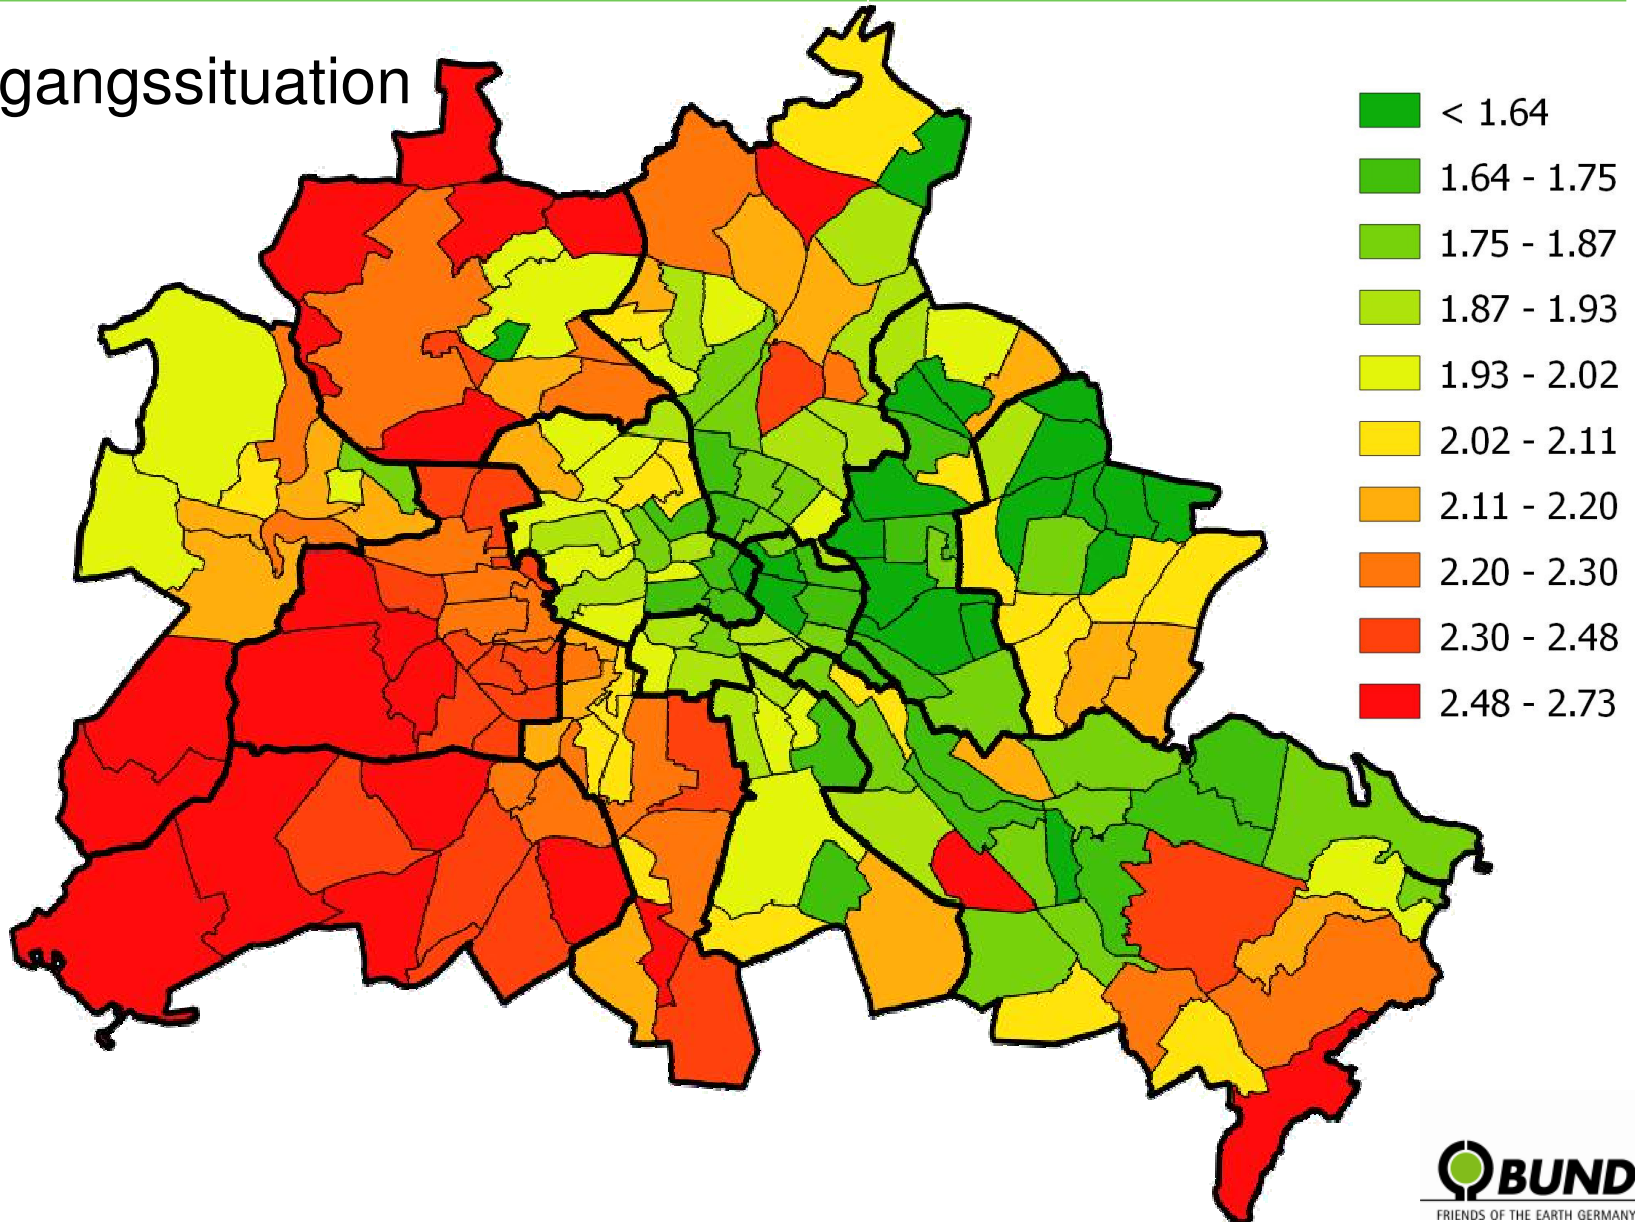 gangssituation
< 1.64
1.64 - 1.75
1.75 - 1.87
1.87 - 1.93
1.93 - 2.02
2.02 - 2.11
2.11 - 2.20
2.20 - 2.30
2.30 - 2.48
2.48 - 2.73
BUND
FRIENDS OF THE EARTH GERMANY